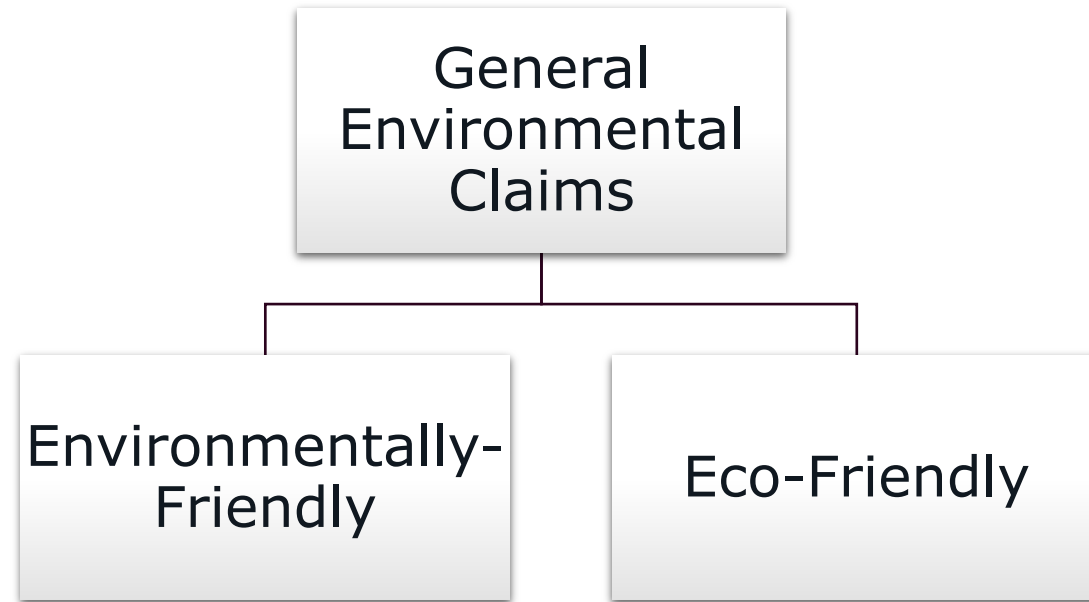 General
Environmental
Claims
Environmentally-
Friendly
Eco-Friendly